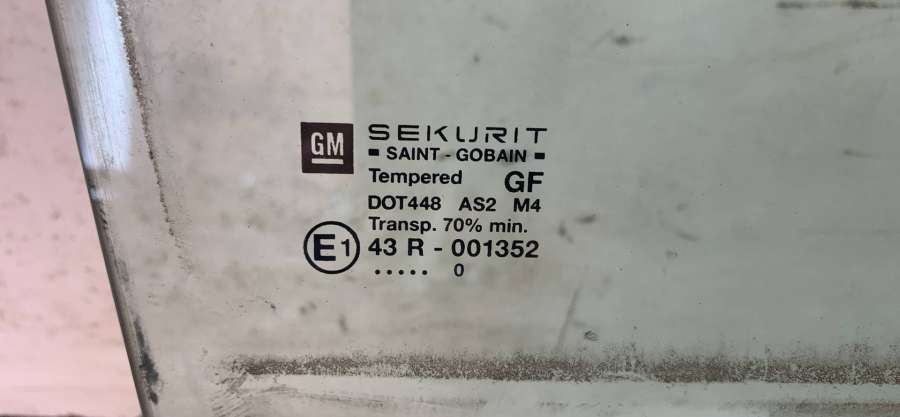 GM
SEKURIT
SAINT - GOBAIN
Tempered GF
DOT448 AS2 M4
Transp. 70% min.
E1 43 R - 001352
..... 0